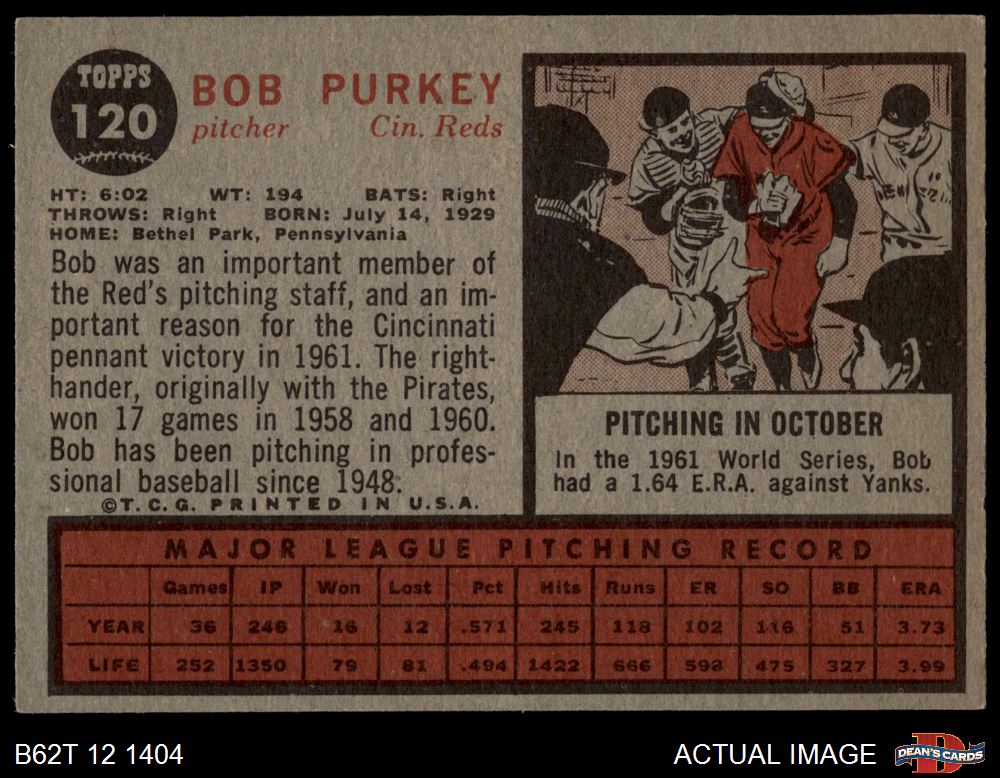 TOPPS
120
BOB PURKEY
pitcher Cin. Reds
HT: 6:02 WT: 194 BATS: Right
THROWS: Right BORN: July 14, 1929
HOME: Bethel Park, Pennsylvania
Bob was an important member of
the Red's pitching staff, and an im-
portant reason for the Cincinnati
pennant victory in 1961. The right-
hander, originally with the Pirates,
won 17 games in 1958 and 1960.
Bob has been pitching in profes-
sional baseball since 1948.
©T.C.G. PRINTED IN U.S.A.
PITCHING IN OCTOBER
In the 1961 World Series, Bob
had a 1.64 E.R.A. against Yanks.
MAJOR LEAGUE PITCHING RECORD
Games IP Won Lost Pct Hits Runs ER SO BB ERA
YEAR 36 246 16 12 .571 245 118 102 116 51 3.73
LIFE 252 1350 79 81 .494 1422 666 598 475 327 3.99
B62T 12 1404
ACTUAL IMAGE
DEAN'S CARDS